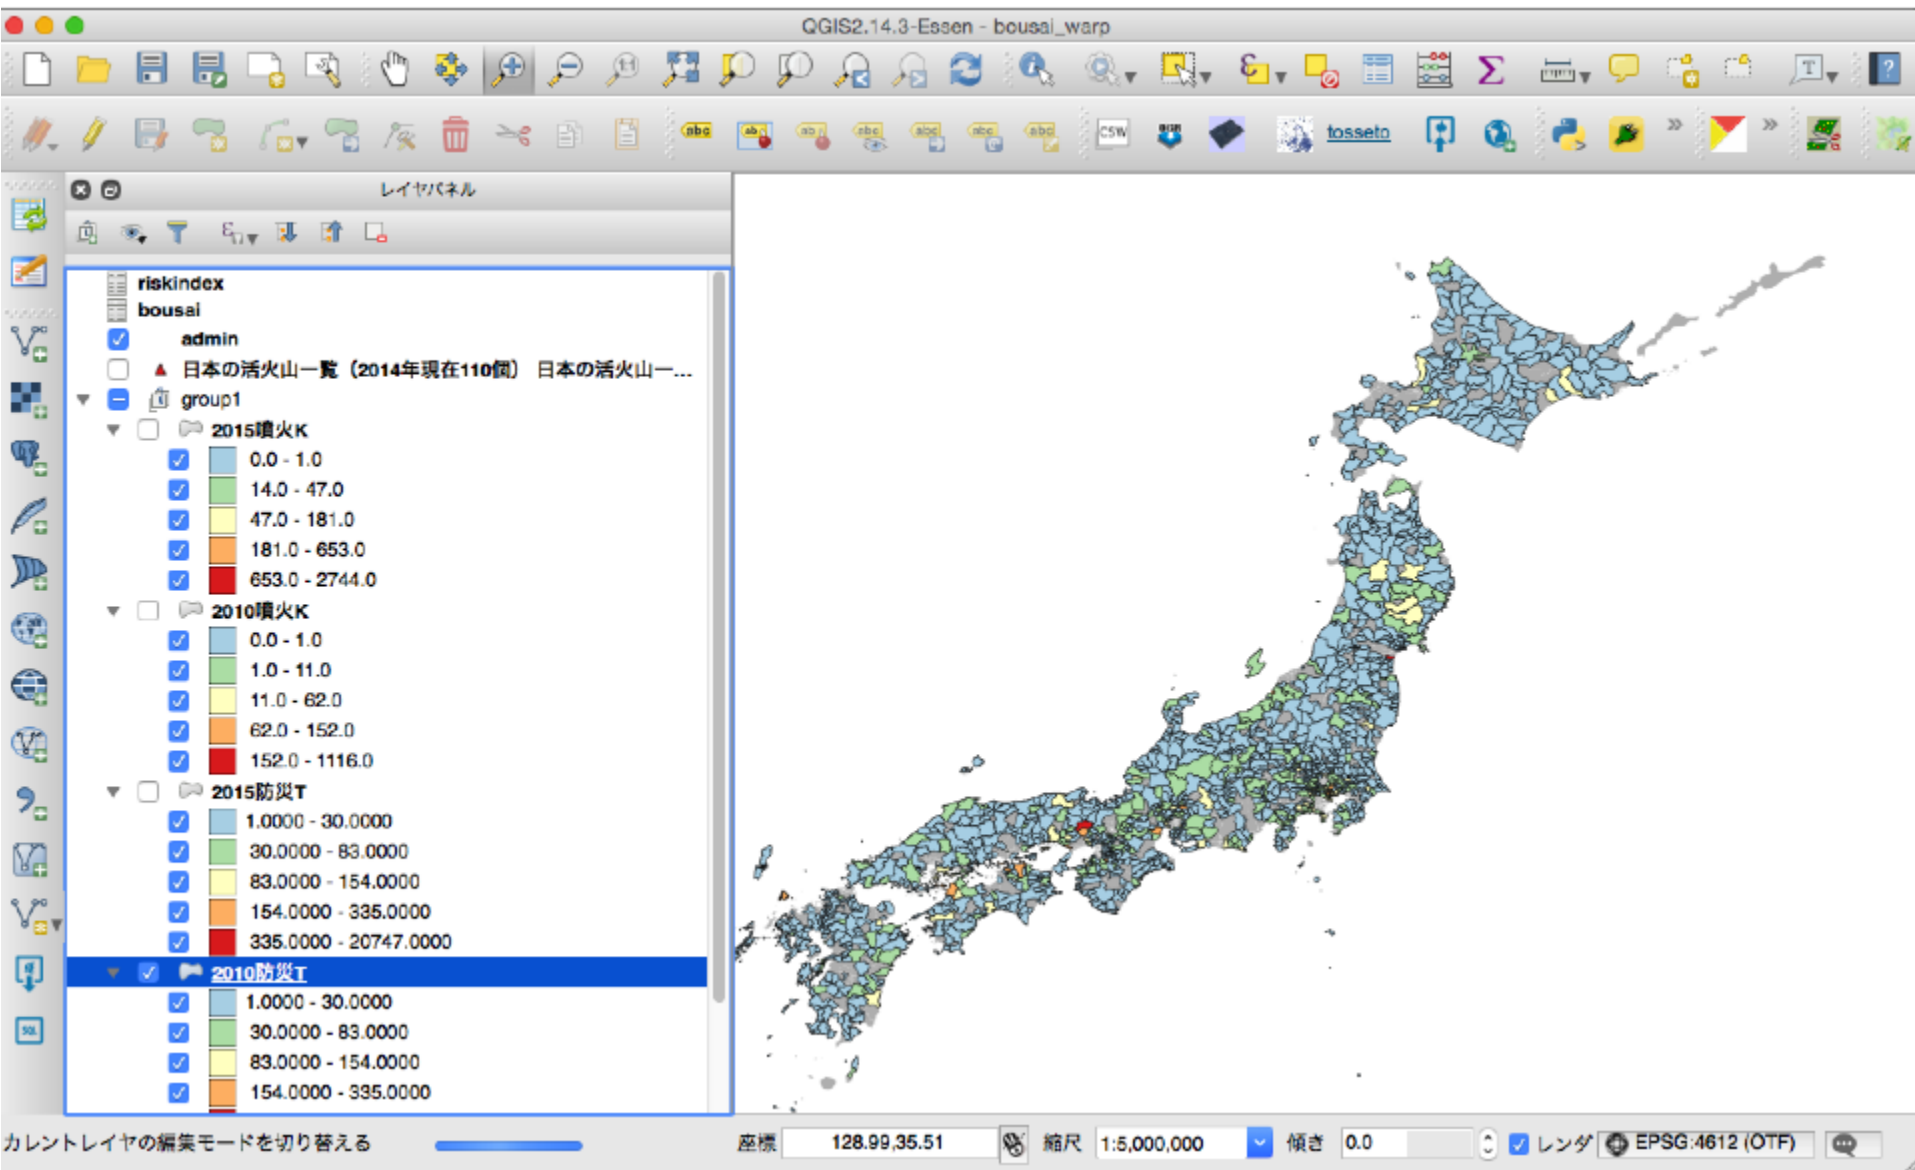 QGIS2.14.3-Essen - bousai_warp
T
?
abc
abc
abc
abc
abc
abc
abc
CSW
tosseto
レイヤパネル
riskindex
bousai
admin
日本の活火山一覧（2014年現在110個） 日本の活火山一...
group1
2015噴火K
0.0 - 1.0
14.0 - 47.0
47.0 - 181.0
181.0 - 653.0
653.0 - 2744.0
2010噴火K
0.0 - 1.0
1.0 - 11.0
11.0 - 62.0
62.0 - 152.0
152.0 - 1116.0
2015防災T
1.0000 - 30.0000
30.0000 - 83.0000
83.0000 - 154.0000
154.0000 - 335.0000
335.0000 - 20747.0000
2010防災T
1.0000 - 30.0000
30.0000 - 83.0000
83.0000 - 154.0000
154.0000 - 335.0000
SQL
カレントレイヤの編集モードを切り替える
座標 128.99,35.51 縮尺 1:5,000,000 傾き 0.0 レンダ EPSG:4612 (OTF)